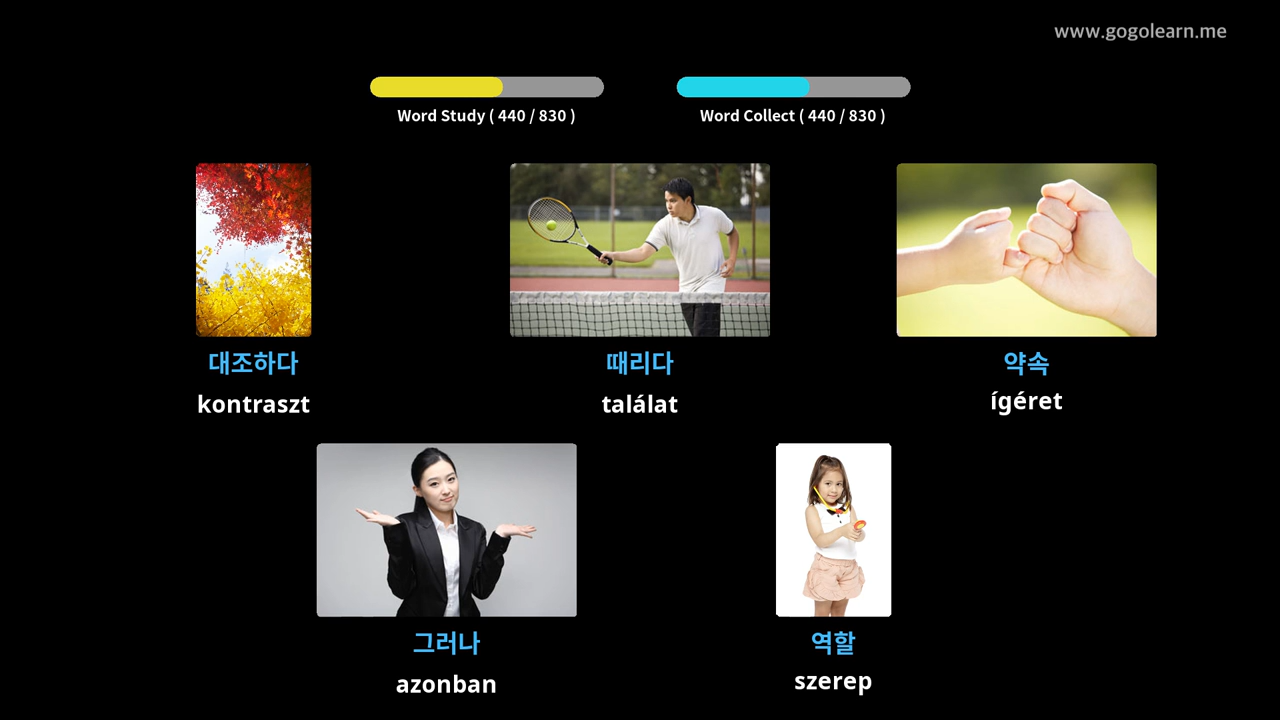 www.gogolearn.me
Word Study ( 440 / 830 )
Word Collect ( 440 / 830 )
대조하다
kontraszt
때리다
találat
약속
ígéret
그러나
azonban
역할
szerep